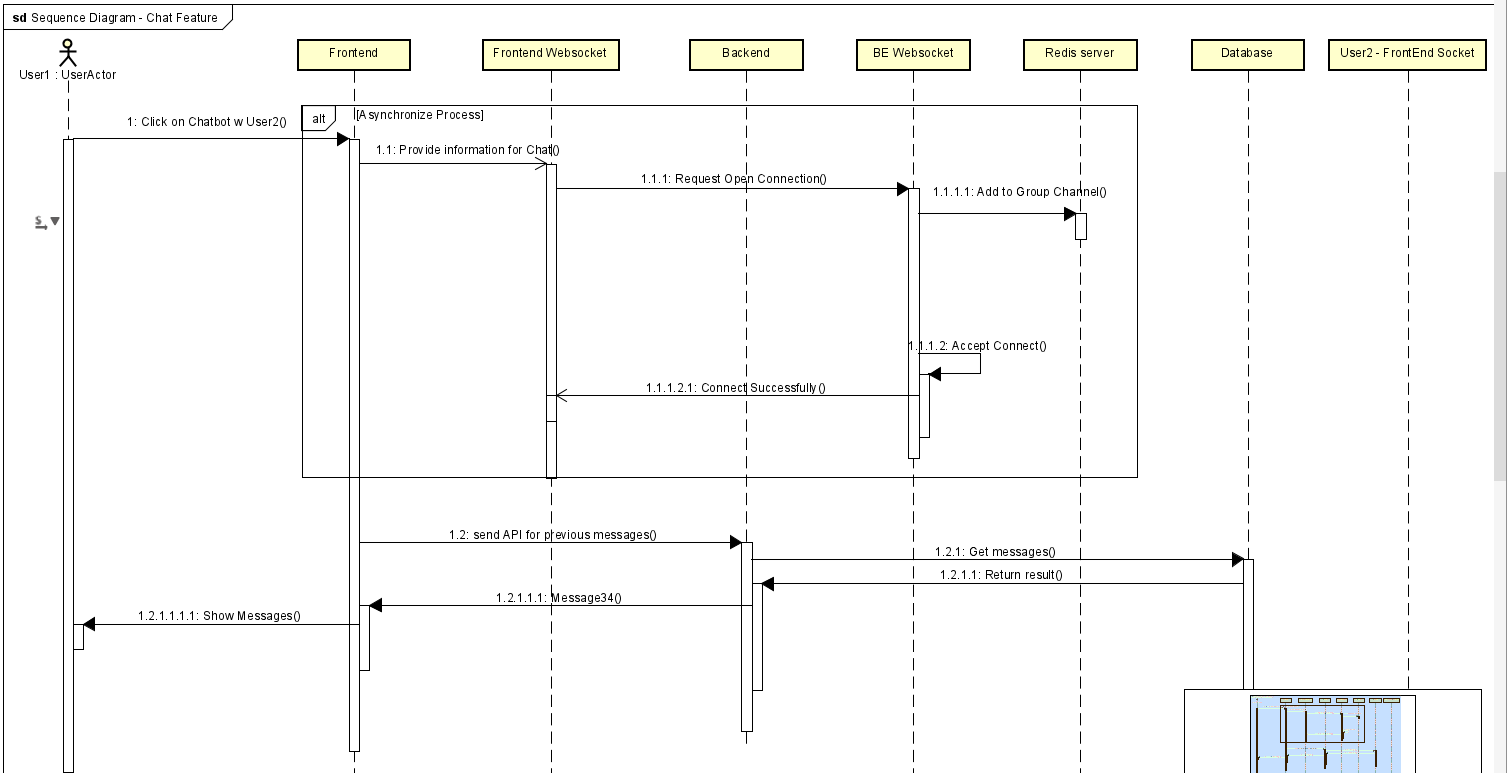 sd Sequence Diagram - Chat Feature
User1 : UserActor
Frontend
Frontend Websocket
Backend
BE Websocket
Redis server
Database
User2 - FrontEnd Socket
alt
[Asynchronize Process]
1: Click on Chatbot w User2()
1.1: Provide information for Chat()
1.1.1: Request Open Connection()
1.1.1.1: Add to Group Channel()
S
1.1.1.2: Accept Connect()
1.1.1.2.1: Connect Successfully()
1.2: send API for previous messages()
1.2.1: Get messages()
1.2.1.1: Return result()
1.2.1.1.1: Message34()
1.2.1.1.1.1: Show Messages()